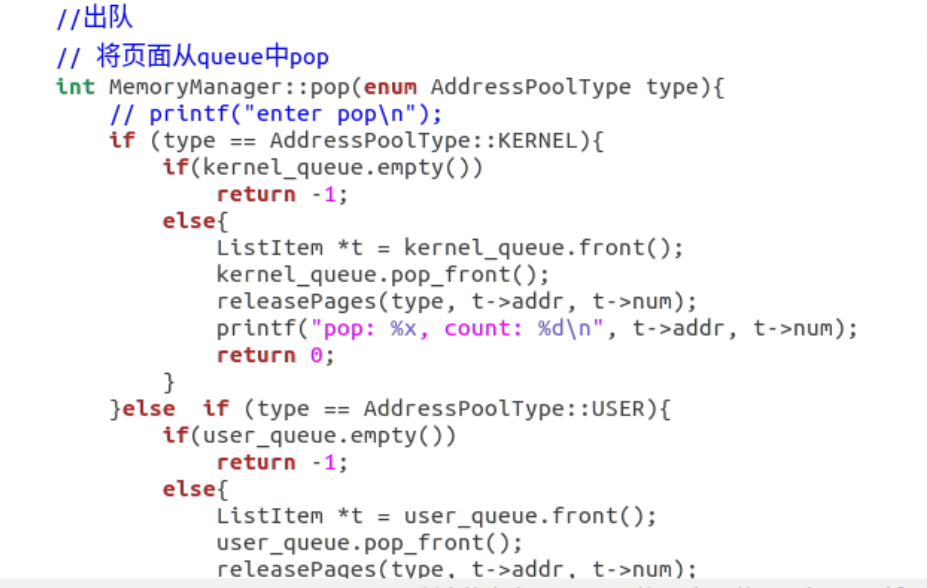 //出队
// 将页面从queue中pop
int MemoryManager::pop(enum AddressPoolType type){
    // printf("enter pop\n");
    if (type == AddressPoolType::KERNEL){
        if(kernel_queue.empty())
            return -1;
        else{
            ListItem *t = kernel_queue.front();
            kernel_queue.pop_front();
            releasePages(type, t->addr, t->num);
            printf("pop: %x, count: %d\n", t->addr, t->num);
            return 0;
        }
    }else  if (type == AddressPoolType::USER){
        if(user_queue.empty())
            return -1;
        else{
            ListItem *t = user_queue.front();
            user_queue.pop_front();
            releasePages(type, t->addr, t->num);